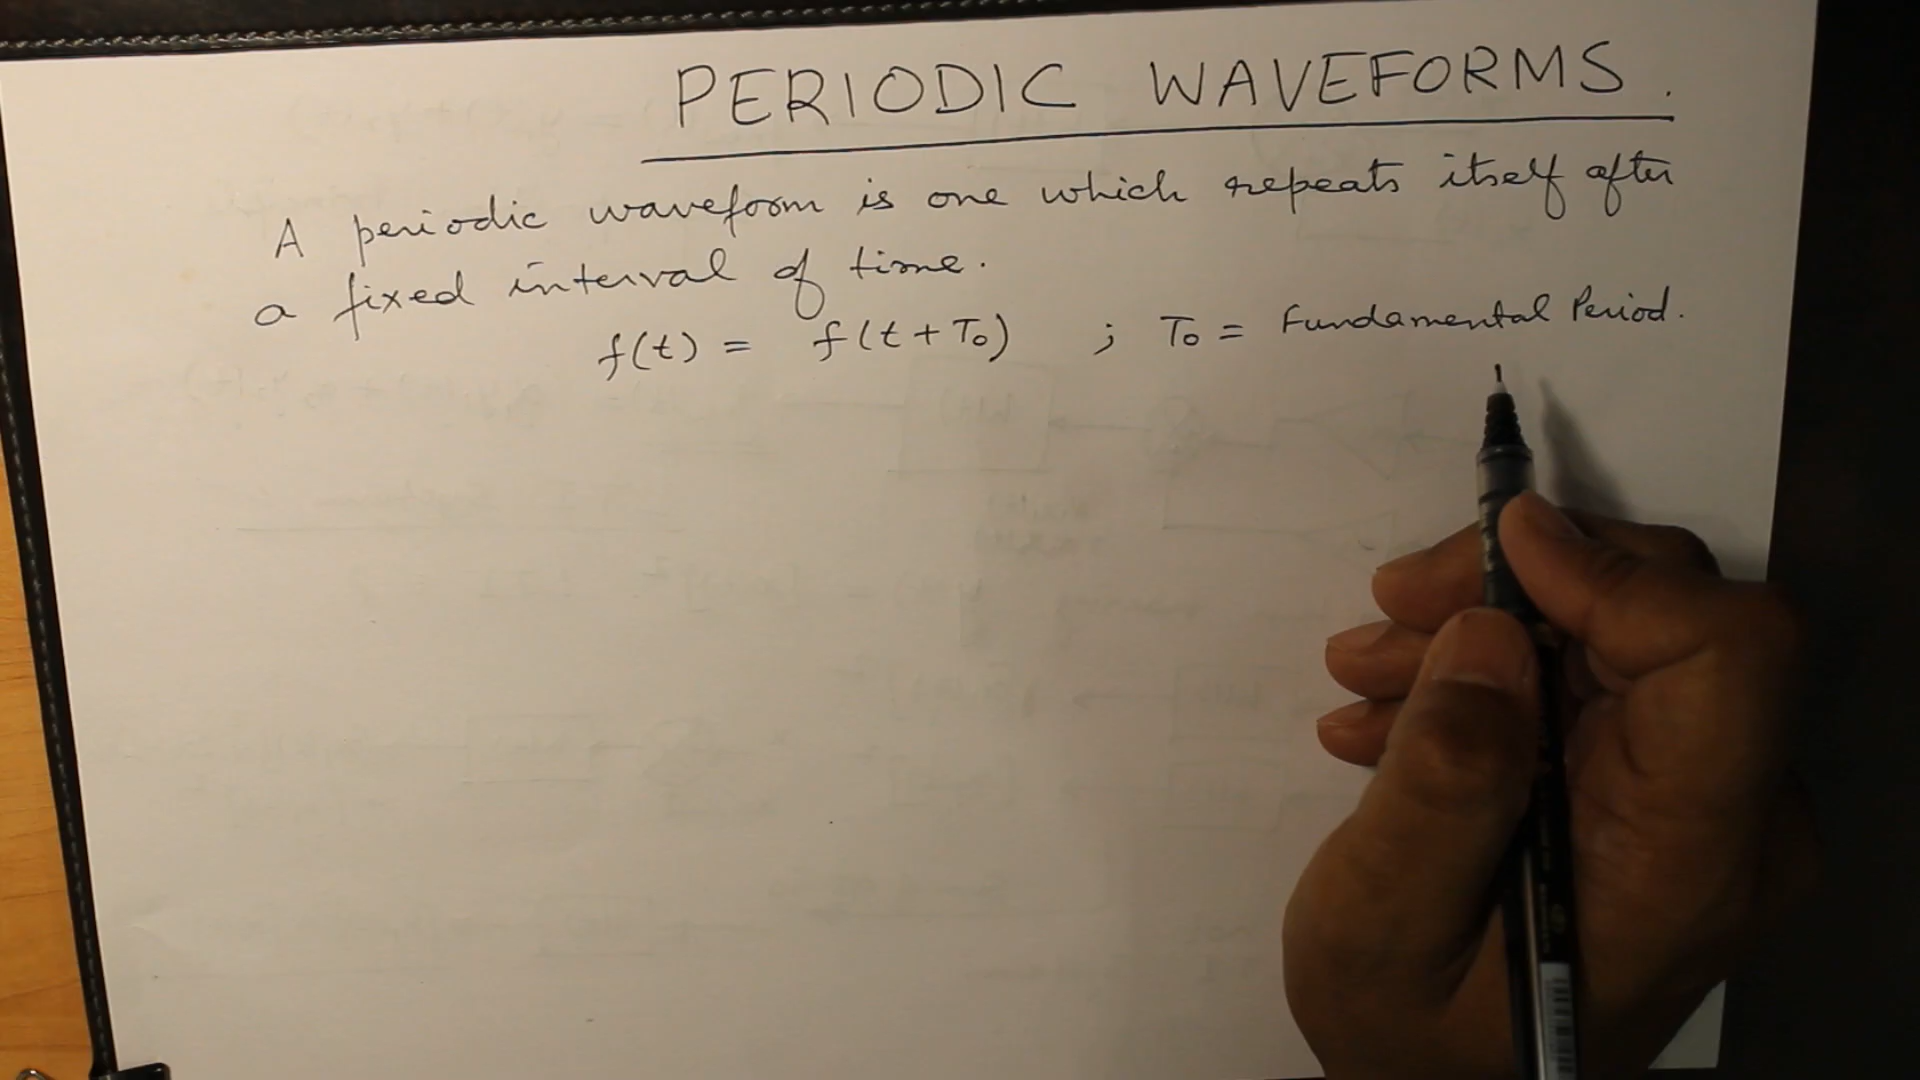 PERIODIC WAVEFORMS.
A periodic waveform is one which repeats itself after
a fixed interval of time.
f(t) = f(t + T₀) ; T₀ = Fundamental Period.